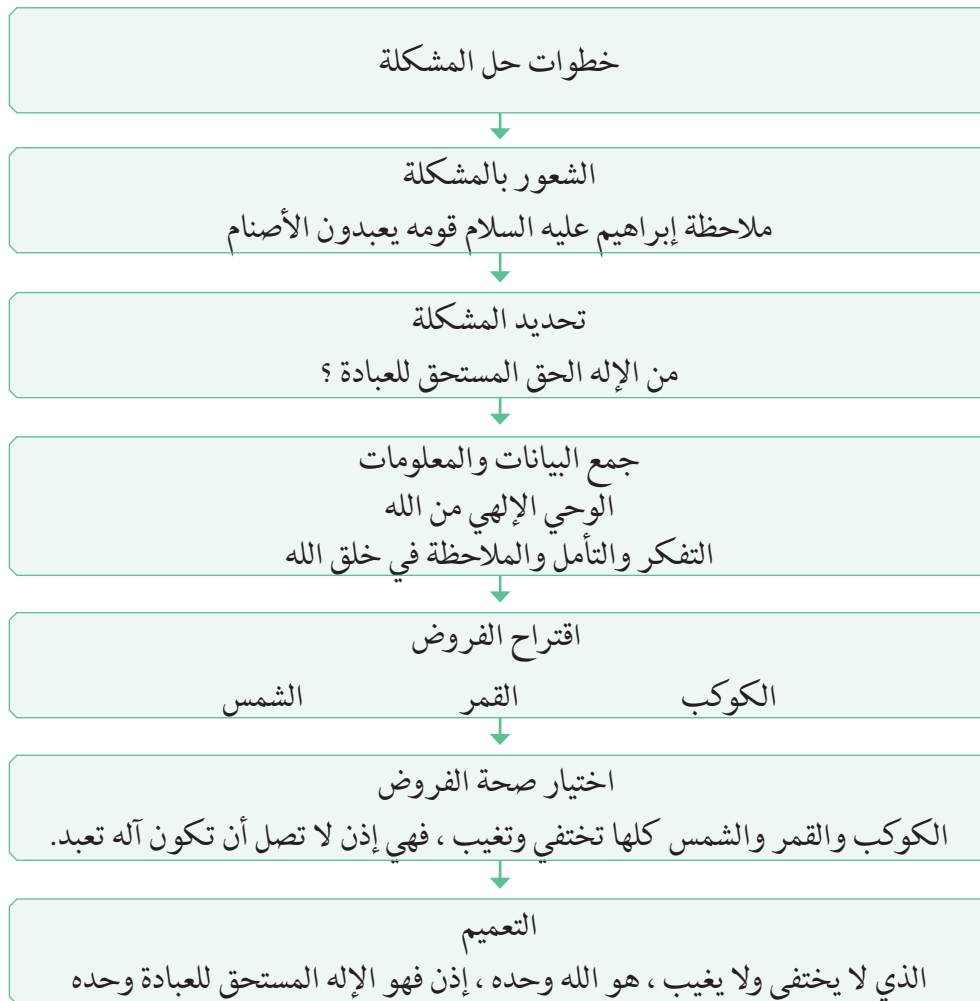 خطوات حل المشكلة
الشعور بالمشكلة
ملاحظة إبراهيم عليه السلام قومه يعبدون الأصنام
تحديد المشكلة
من الإله الحق المستحق للعبادة ؟
جمع البيانات والمعلومات
الوحي الإلهي من الله
التفكر والتأمل والملاحظة في خلق الله
اقتراح الفروض
الكوكب القمر الشمس
اختيار صحة الفروض
الكوكب والقمر والشمس كلها تختفي وتغيب ، فهي إذن لا تصل أن تكون آله تعبد.
التعميم
الذي لا يختفي ولا يغيب ، هو الله وحده ، إذن فهو الإله المستحق للعبادة وحده